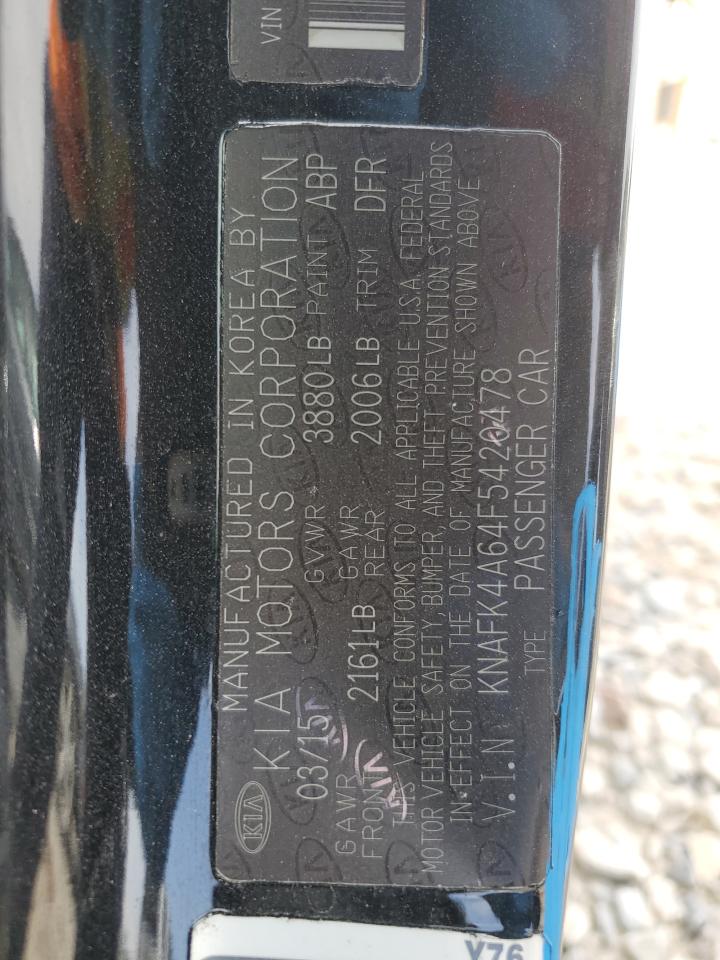 VIN
MANUFACTURED IN KOREA BY
KIA KIA MOTORS CORPORATION
03/15 GVWR 3880LB PAINT ABP
GAWR FRONT 2161LB GAWR REAR 2006LB TRIM DFR
THIS VEHICLE CONFORMS TO ALL APPLICABLE U.S.A. FEDERAL
MOTOR VEHICLE SAFETY, BUMPER, AND THEFT PREVENTION STANDARDS
IN EFFECT ON THE DATE OF MANUFACTURE SHOWN ABOVE
V.I.N KNAFK4A64F5420478
TYPE PASSENGER CAR
Y76